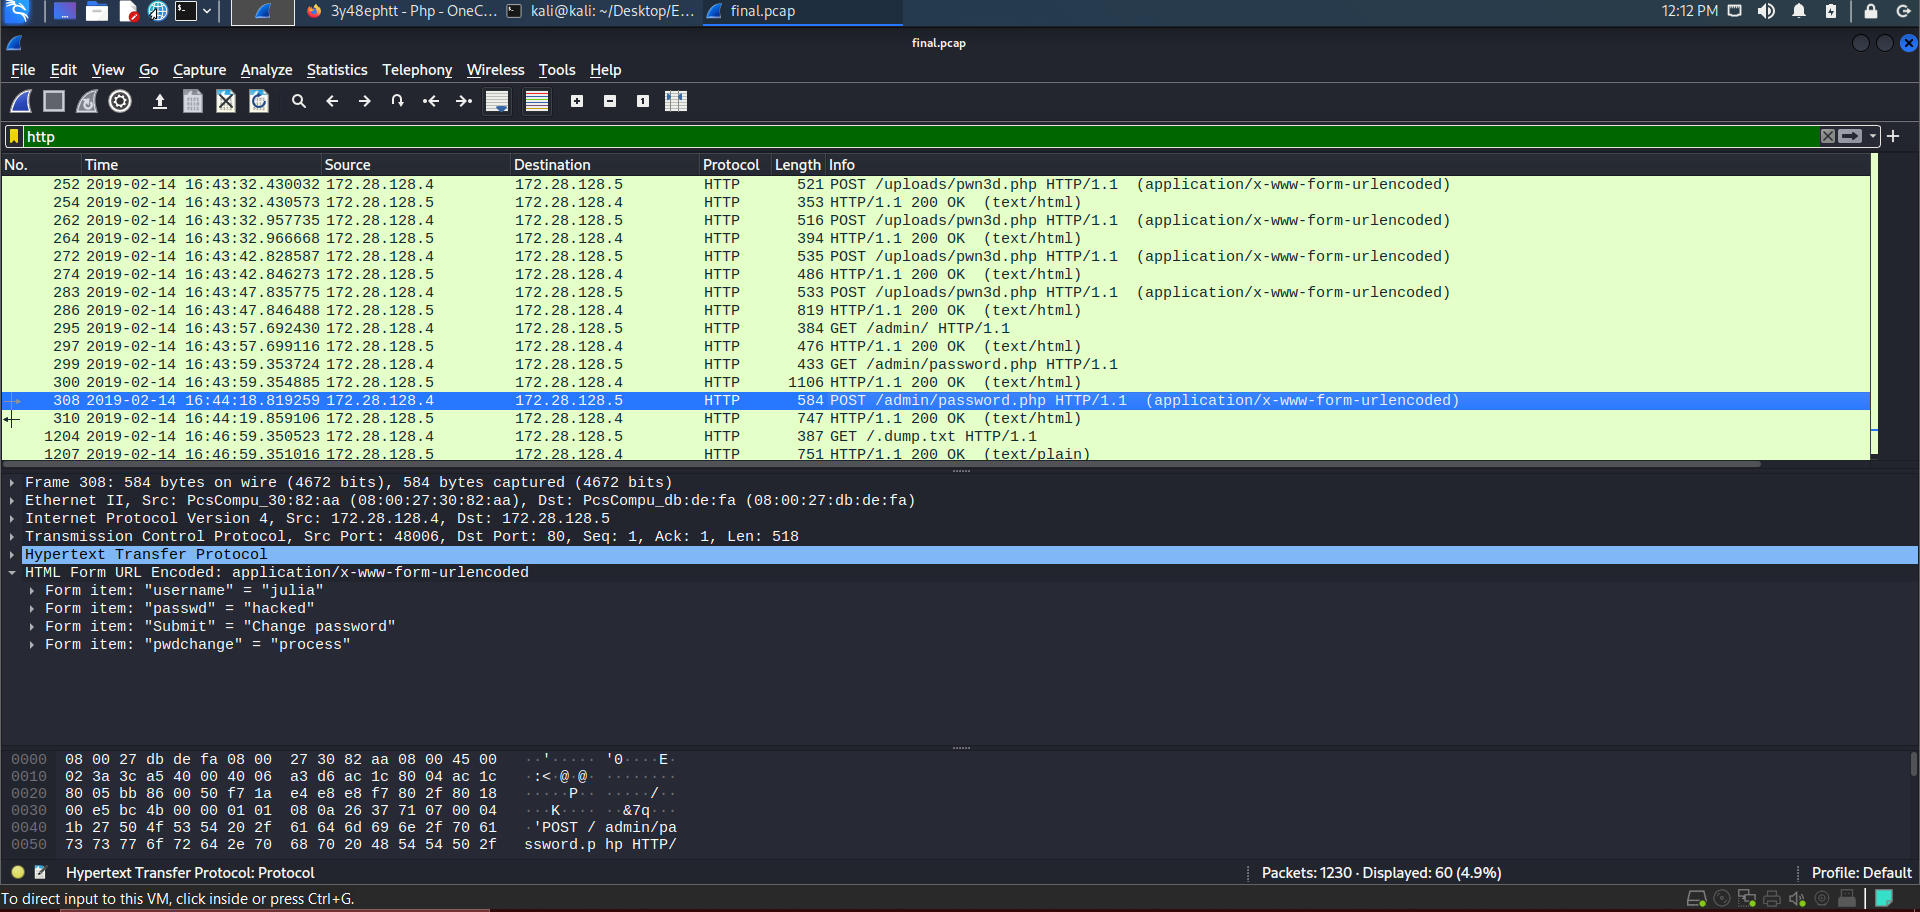 3y48ephtt - Php - OneC... kali@kali: ~/Desktop/E... final.pcap 12:12 PM
final.pcap
File Edit View Go Capture Analyze Statistics Telephony Wireless Tools Help
http
No. Time Source Destination Protocol Length Info
252 2019-02-14 16:43:32.430032 172.28.128.4 172.28.128.5 HTTP 521 POST /uploads/pwn3d.php HTTP/1.1 (application/x-www-form-urlencoded)
254 2019-02-14 16:43:32.430573 172.28.128.5 172.28.128.4 HTTP 353 HTTP/1.1 200 OK (text/html)
262 2019-02-14 16:43:32.957735 172.28.128.4 172.28.128.5 HTTP 516 POST /uploads/pwn3d.php HTTP/1.1 (application/x-www-form-urlencoded)
264 2019-02-14 16:43:32.966668 172.28.128.5 172.28.128.4 HTTP 394 HTTP/1.1 200 OK (text/html)
272 2019-02-14 16:43:42.828587 172.28.128.4 172.28.128.5 HTTP 535 POST /uploads/pwn3d.php HTTP/1.1 (application/x-www-form-urlencoded)
274 2019-02-14 16:43:42.846273 172.28.128.5 172.28.128.4 HTTP 486 HTTP/1.1 200 OK (text/html)
283 2019-02-14 16:43:47.835775 172.28.128.4 172.28.128.5 HTTP 533 POST /uploads/pwn3d.php HTTP/1.1 (application/x-www-form-urlencoded)
286 2019-02-14 16:43:47.846488 172.28.128.5 172.28.128.4 HTTP 819 HTTP/1.1 200 OK (text/html)
295 2019-02-14 16:43:57.692430 172.28.128.4 172.28.128.5 HTTP 384 GET /admin/ HTTP/1.1
297 2019-02-14 16:43:57.699116 172.28.128.5 172.28.128.4 HTTP 476 HTTP/1.1 200 OK (text/html)
299 2019-02-14 16:43:59.353724 172.28.128.4 172.28.128.5 HTTP 433 GET /admin/password.php HTTP/1.1
300 2019-02-14 16:43:59.354885 172.28.128.5 172.28.128.4 HTTP 1106 HTTP/1.1 200 OK (text/html)
308 2019-02-14 16:44:18.819259 172.28.128.4 172.28.128.5 HTTP 584 POST /admin/password.php HTTP/1.1 (application/x-www-form-urlencoded)
310 2019-02-14 16:44:19.859106 172.28.128.5 172.28.128.4 HTTP 747 HTTP/1.1 200 OK (text/html)
1204 2019-02-14 16:46:59.350523 172.28.128.4 172.28.128.5 HTTP 387 GET /.dump.txt HTTP/1.1
1207 2019-02-14 16:46:59.351016 172.28.128.5 172.28.128.4 HTTP 751 HTTP/1.1 200 OK (text/plain)
Frame 308: 584 bytes on wire (4672 bits), 584 bytes captured (4672 bits)
Ethernet II, Src: PcsCompu_30:82:aa (08:00:27:30:82:aa), Dst: PcsCompu_db:de:fa (08:00:27:db:de:fa)
Internet Protocol Version 4, Src: 172.28.128.4, Dst: 172.28.128.5
Transmission Control Protocol, Src Port: 48006, Dst Port: 80, Seq: 1, Ack: 1, Len: 518
Hypertext Transfer Protocol
HTML Form URL Encoded: application/x-www-form-urlencoded
Form item: "username" = "julia"
Form item: "passwd" = "hacked"
Form item: "Submit" = "Change password"
Form item: "pwdchange" = "process"
0000 08 00 27 db de fa 08 00 27 30 82 aa 08 00 45 00 ··'····· '0····E·
0010 02 3a 3c a5 40 00 40 06 a3 d6 ac 1c 80 04 ac 1c ·:<·@·@· ········
0020 80 05 bb 86 00 50 f7 1a e4 e8 e8 f7 80 2f 80 18 ·····P·· ·····/··
0030 00 e5 bc 4b 00 00 01 01 08 0a 26 37 71 07 00 04 ···K···· ··&7q···
0040 1b 27 50 4f 53 54 20 2f 61 64 6d 69 6e 2f 70 61 ·'POST / admin/pa
0050 73 73 77 6f 72 64 2e 70 68 70 20 48 54 54 50 2f ssword.p hp HTTP/
Hypertext Transfer Protocol: Protocol Packets: 1230 · Displayed: 60 (4.9%) Profile: Default
To direct input to this VM, click inside or press Ctrl+G.